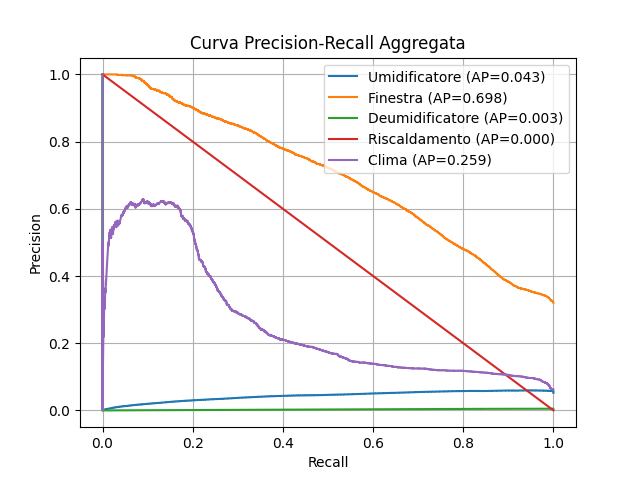 Curva Precision-Recall Aggregata
Umidificatore (AP=0.043)
Finestra (AP=0.698)
Deumidificatore (AP=0.003)
Riscaldamento (AP=0.000)
Clima (AP=0.259)
Precision
1.0
0.8
0.6
0.4
0.2
0.0
0.0 0.2 0.4 0.6 0.8 1.0
Recall